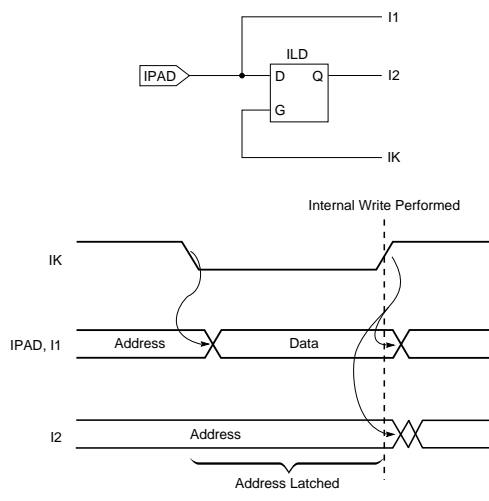 I1
ILD
IPAD
D Q
I2
G
IK
Internal Write Performed
IK
IPAD, I1
Address
Data
I2
Address
Address Latched